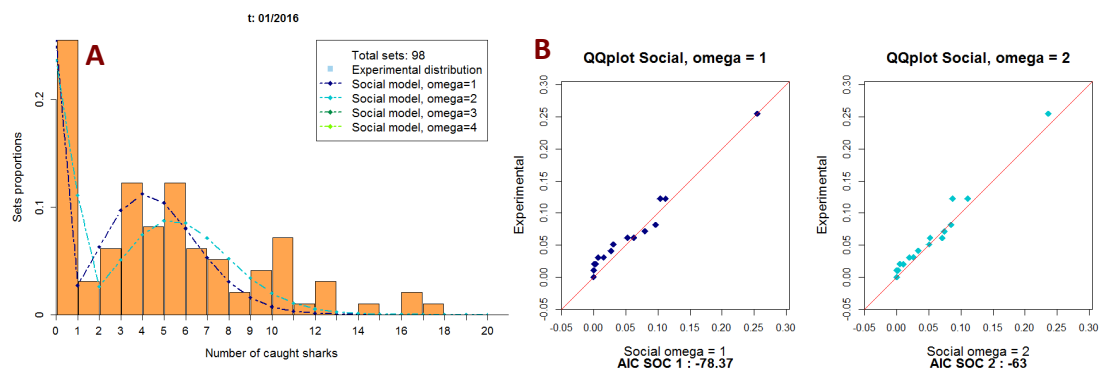 t: 01/2016
A
Total sets: 98
Experimental distribution
Social model, omega=1
Social model, omega=2
Social model, omega=3
Social model, omega=4
Sets proportions
0.2
0.1
0
0 1 2 3 4 5 6 7 8 9 10 11 12 14 16 18 20
Number of caught sharks
B
QQplot Social, omega = 1
Experimental
0.30
0.25
0.20
0.15
0.10
0.05
0.00
-0.05
-0.05 0.00 0.05 0.10 0.15 0.20 0.25 0.30
Social omega = 1
AIC SOC 1 : -78.37
QQplot Social, omega = 2
Experimental
0.30
0.25
0.20
0.15
0.10
0.05
0.00
-0.05
-0.05 0.00 0.05 0.10 0.15 0.20 0.25 0.30
Social omega = 2
AIC SOC 2 : -63